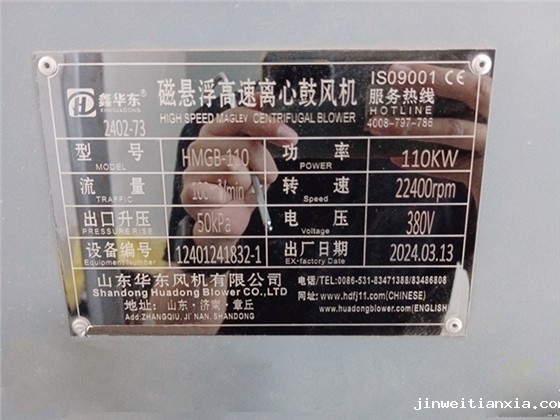 鑫华东
XINHUADONG
2402-73
磁悬浮高速离心鼓风机
HIGH SPEED MAGLEV CENTRIFUGAL BLOWER
ISO9001 CE
服务热线
HOTLINE
4008-797-786
型号 HMGB-110 功率 110KW
MODEL POWER
流量 100 m³/min 转速 22400rpm
TRAFFIC Speed
出口升压 50kPa 电压 380V
PRESSURE RISE VOLTAGE
设备编号 12401241832-1 出厂日期 2024.03.13
Equipment Number EX-factory Date
山东华东风机有限公司
Shandong Huadong Blower CO.,LTD
地址: 山东·济南·章丘
Add:ZHANGQIU, JI'NAN, SHANDONG
电话/TEL:0086-531-83471388/83486808
网址: www.hdfj11.com(CHINESE)
www.huadongblower.com(ENGLISH)
jinweitianxia.com